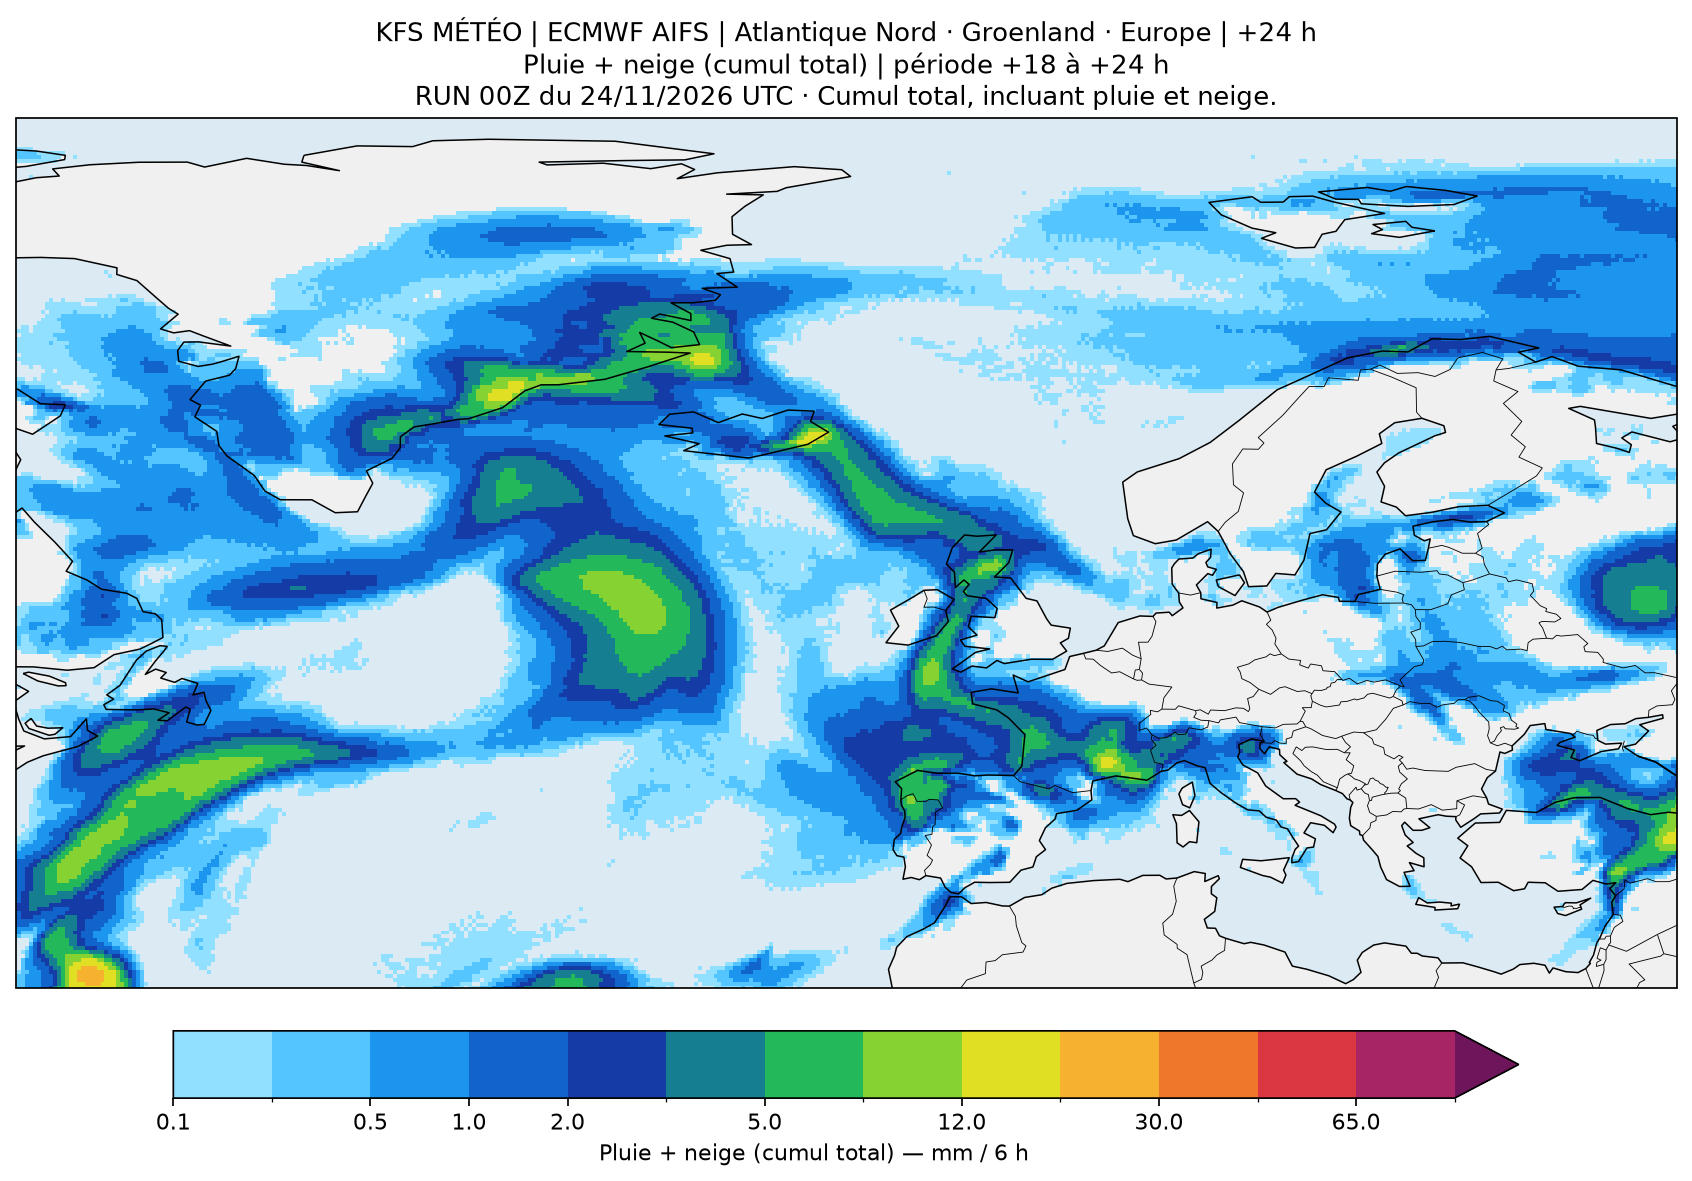 KFS MÉTÉO | ECMWF AIFS | Atlantique Nord · Groenland · Europe | +24 h
Pluie + neige (cumul total) | période +18 à +24 h
RUN 00Z du 24/11/2026 UTC · Cumul total, incluant pluie et neige.
0.1 0.5 1.0 2.0 5.0 12.0 30.0 65.0
Pluie + neige (cumul total) — mm / 6 h